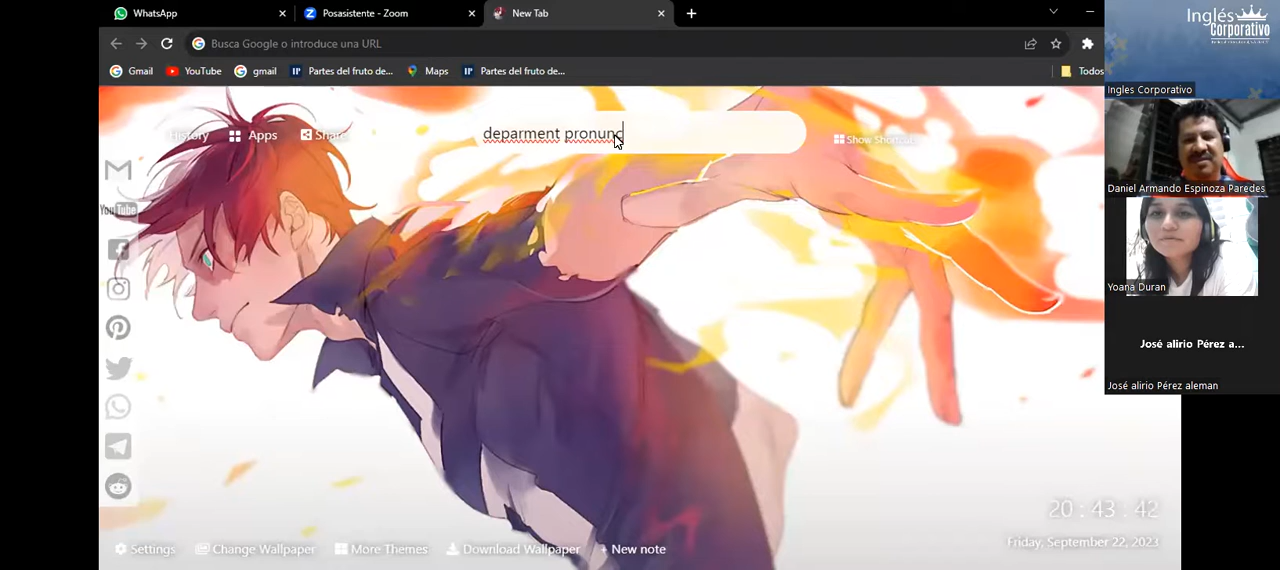 WhatsApp
Posasistente - Zoom
New Tab
Busca Google o introduce una URL
Gmail
YouTube
gmail
Partes del fruto de...
Maps
Partes del fruto de...
Todos
History
Apps
Share
deparment pronunc
Show Shortcuts
YouTube
20 : 43 : 42
Friday, September 22, 2023
Settings
Change Wallpaper
More Themes
Download Wallpaper
+ New note
Inglés
Corporativo
Ingles Corporativo
Daniel Armando Espinoza Paredes
Yoana Duran
José alirio Pérez a...
José alirio Pérez aleman